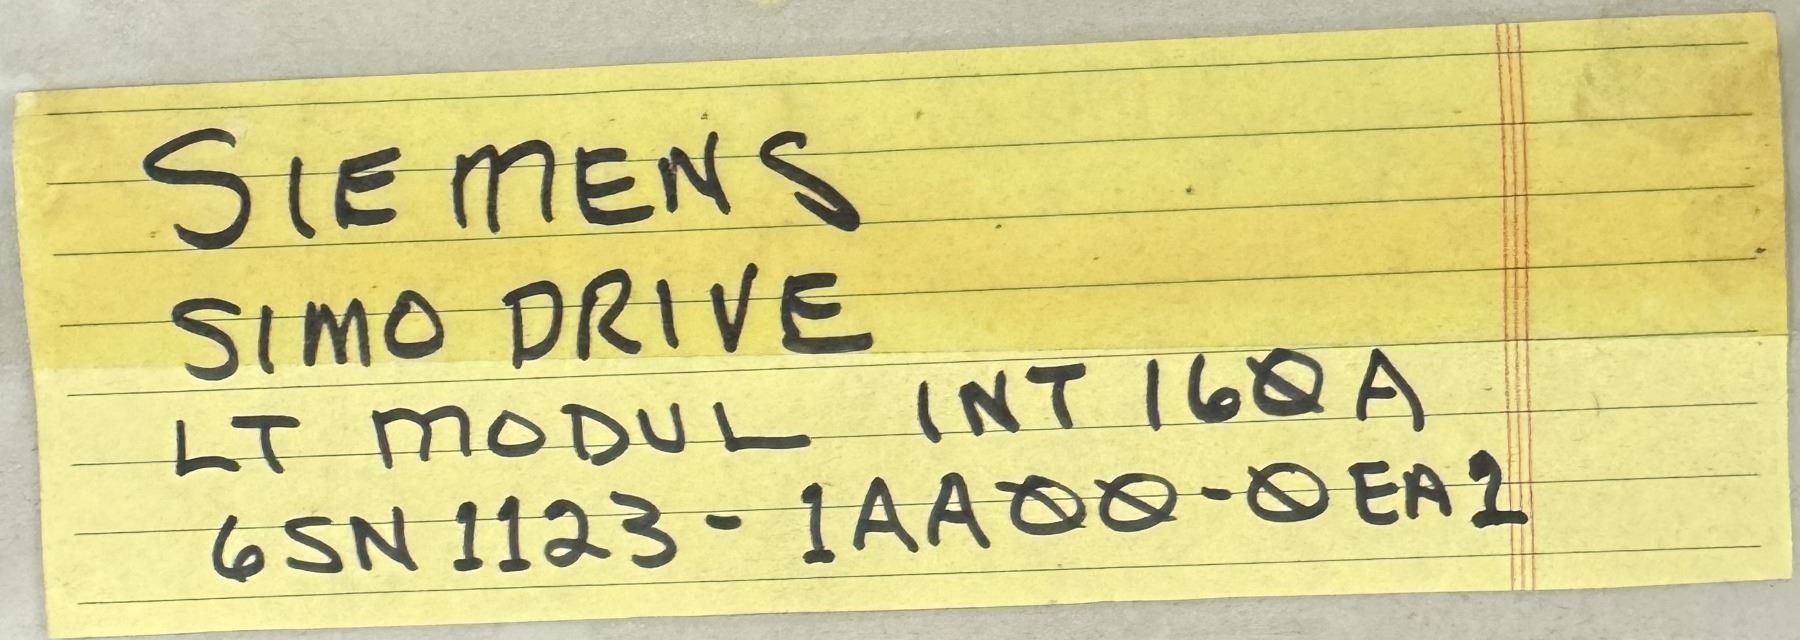 SIEMENS
SIMO DRIVE
LT MODUL INT 160A
6SN1123-1AA00-0EA1